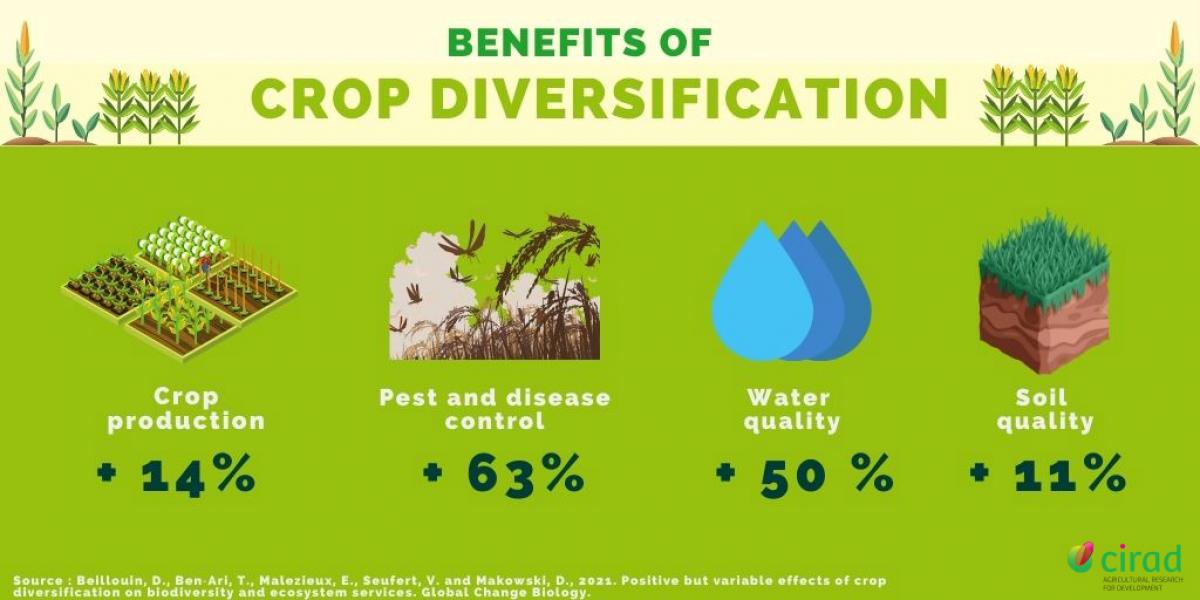 BENEFITS OF
CROP DIVERSIFICATION
Crop
production
+ 14%
Pest and disease
control
+ 63%
Water
quality
+ 50 %
Soil
quality
+ 11%
Source : Beillouin, D., Ben-Ari, T., Malezieux, E., Seufert, V. and Makowski, D., 2021. Positive but variable effects of crop
diversification on biodiversity and ecosystem services. Global Change Biology.
cirad
AGRICULTURAL RESEARCH
FOR DEVELOPMENT